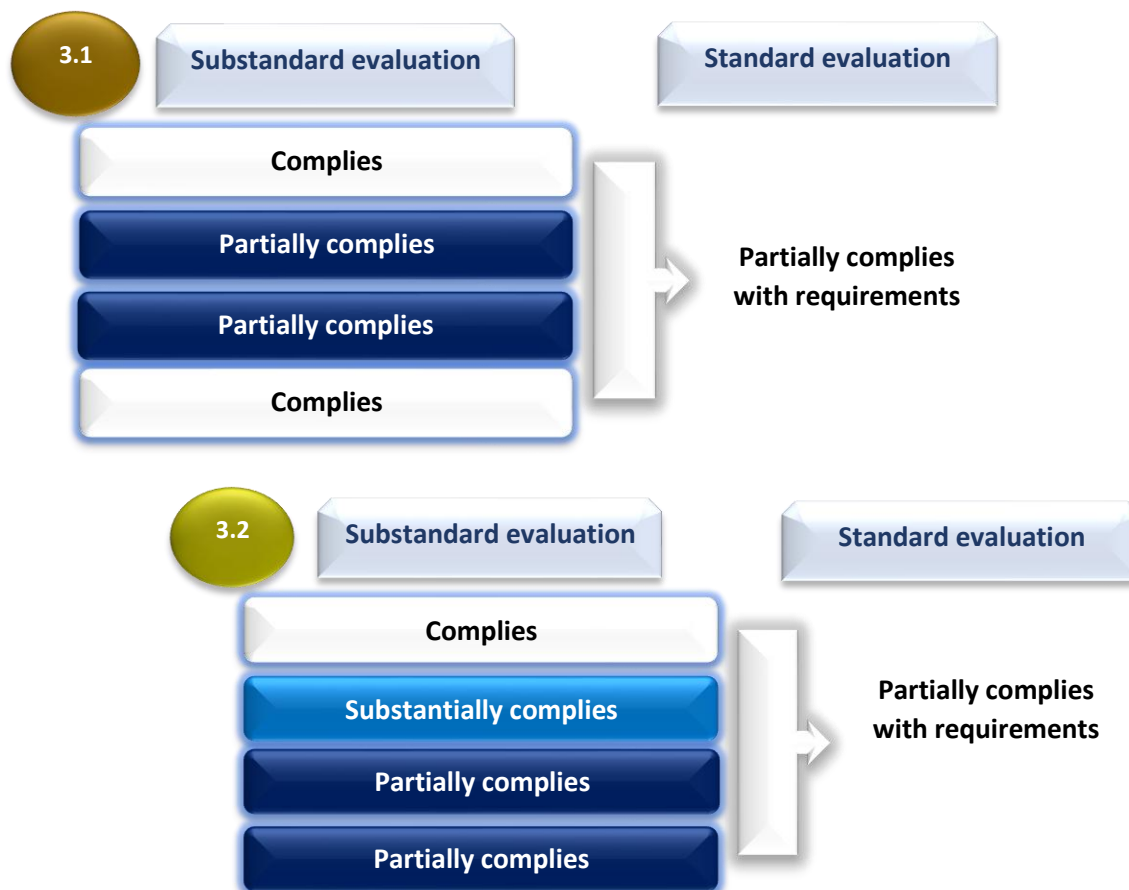 3.1
Substandard evaluation
Standard evaluation
Complies
Partially complies
Partially complies
Complies
Partially complies
with requirements
3.2
Substandard evaluation
Standard evaluation
Complies
Substantially complies
Partially complies
Partially complies
Partially complies
with requirements